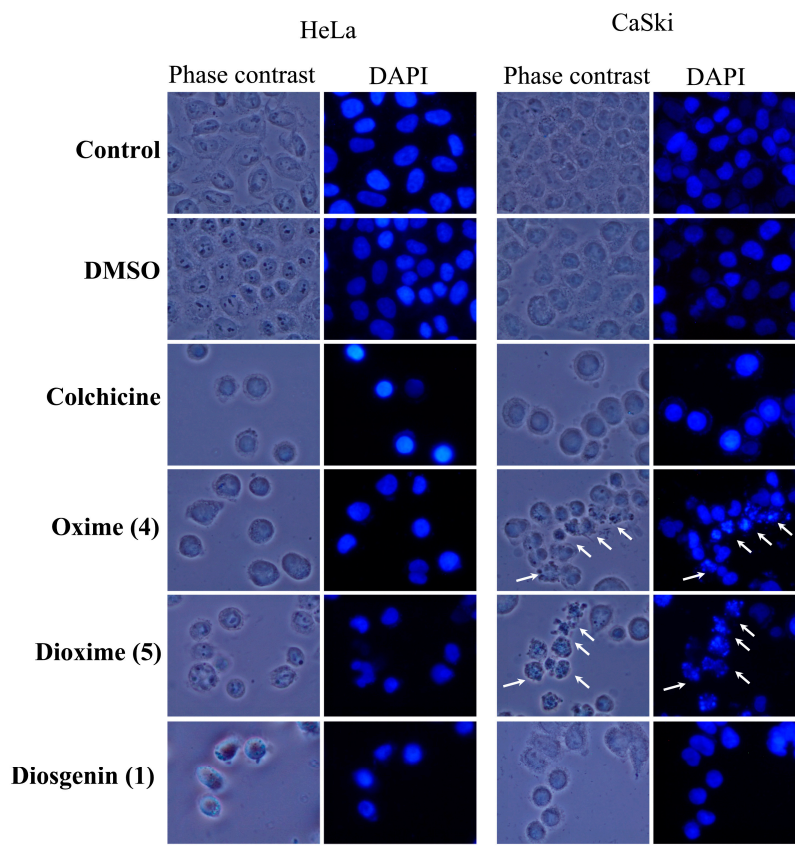 HeLa
CaSki
Phase contrast
DAPI
Phase contrast
DAPI
Control
DMSO
Colchicine
Oxime (4)
Dioxime (5)
Diosgenin (1)